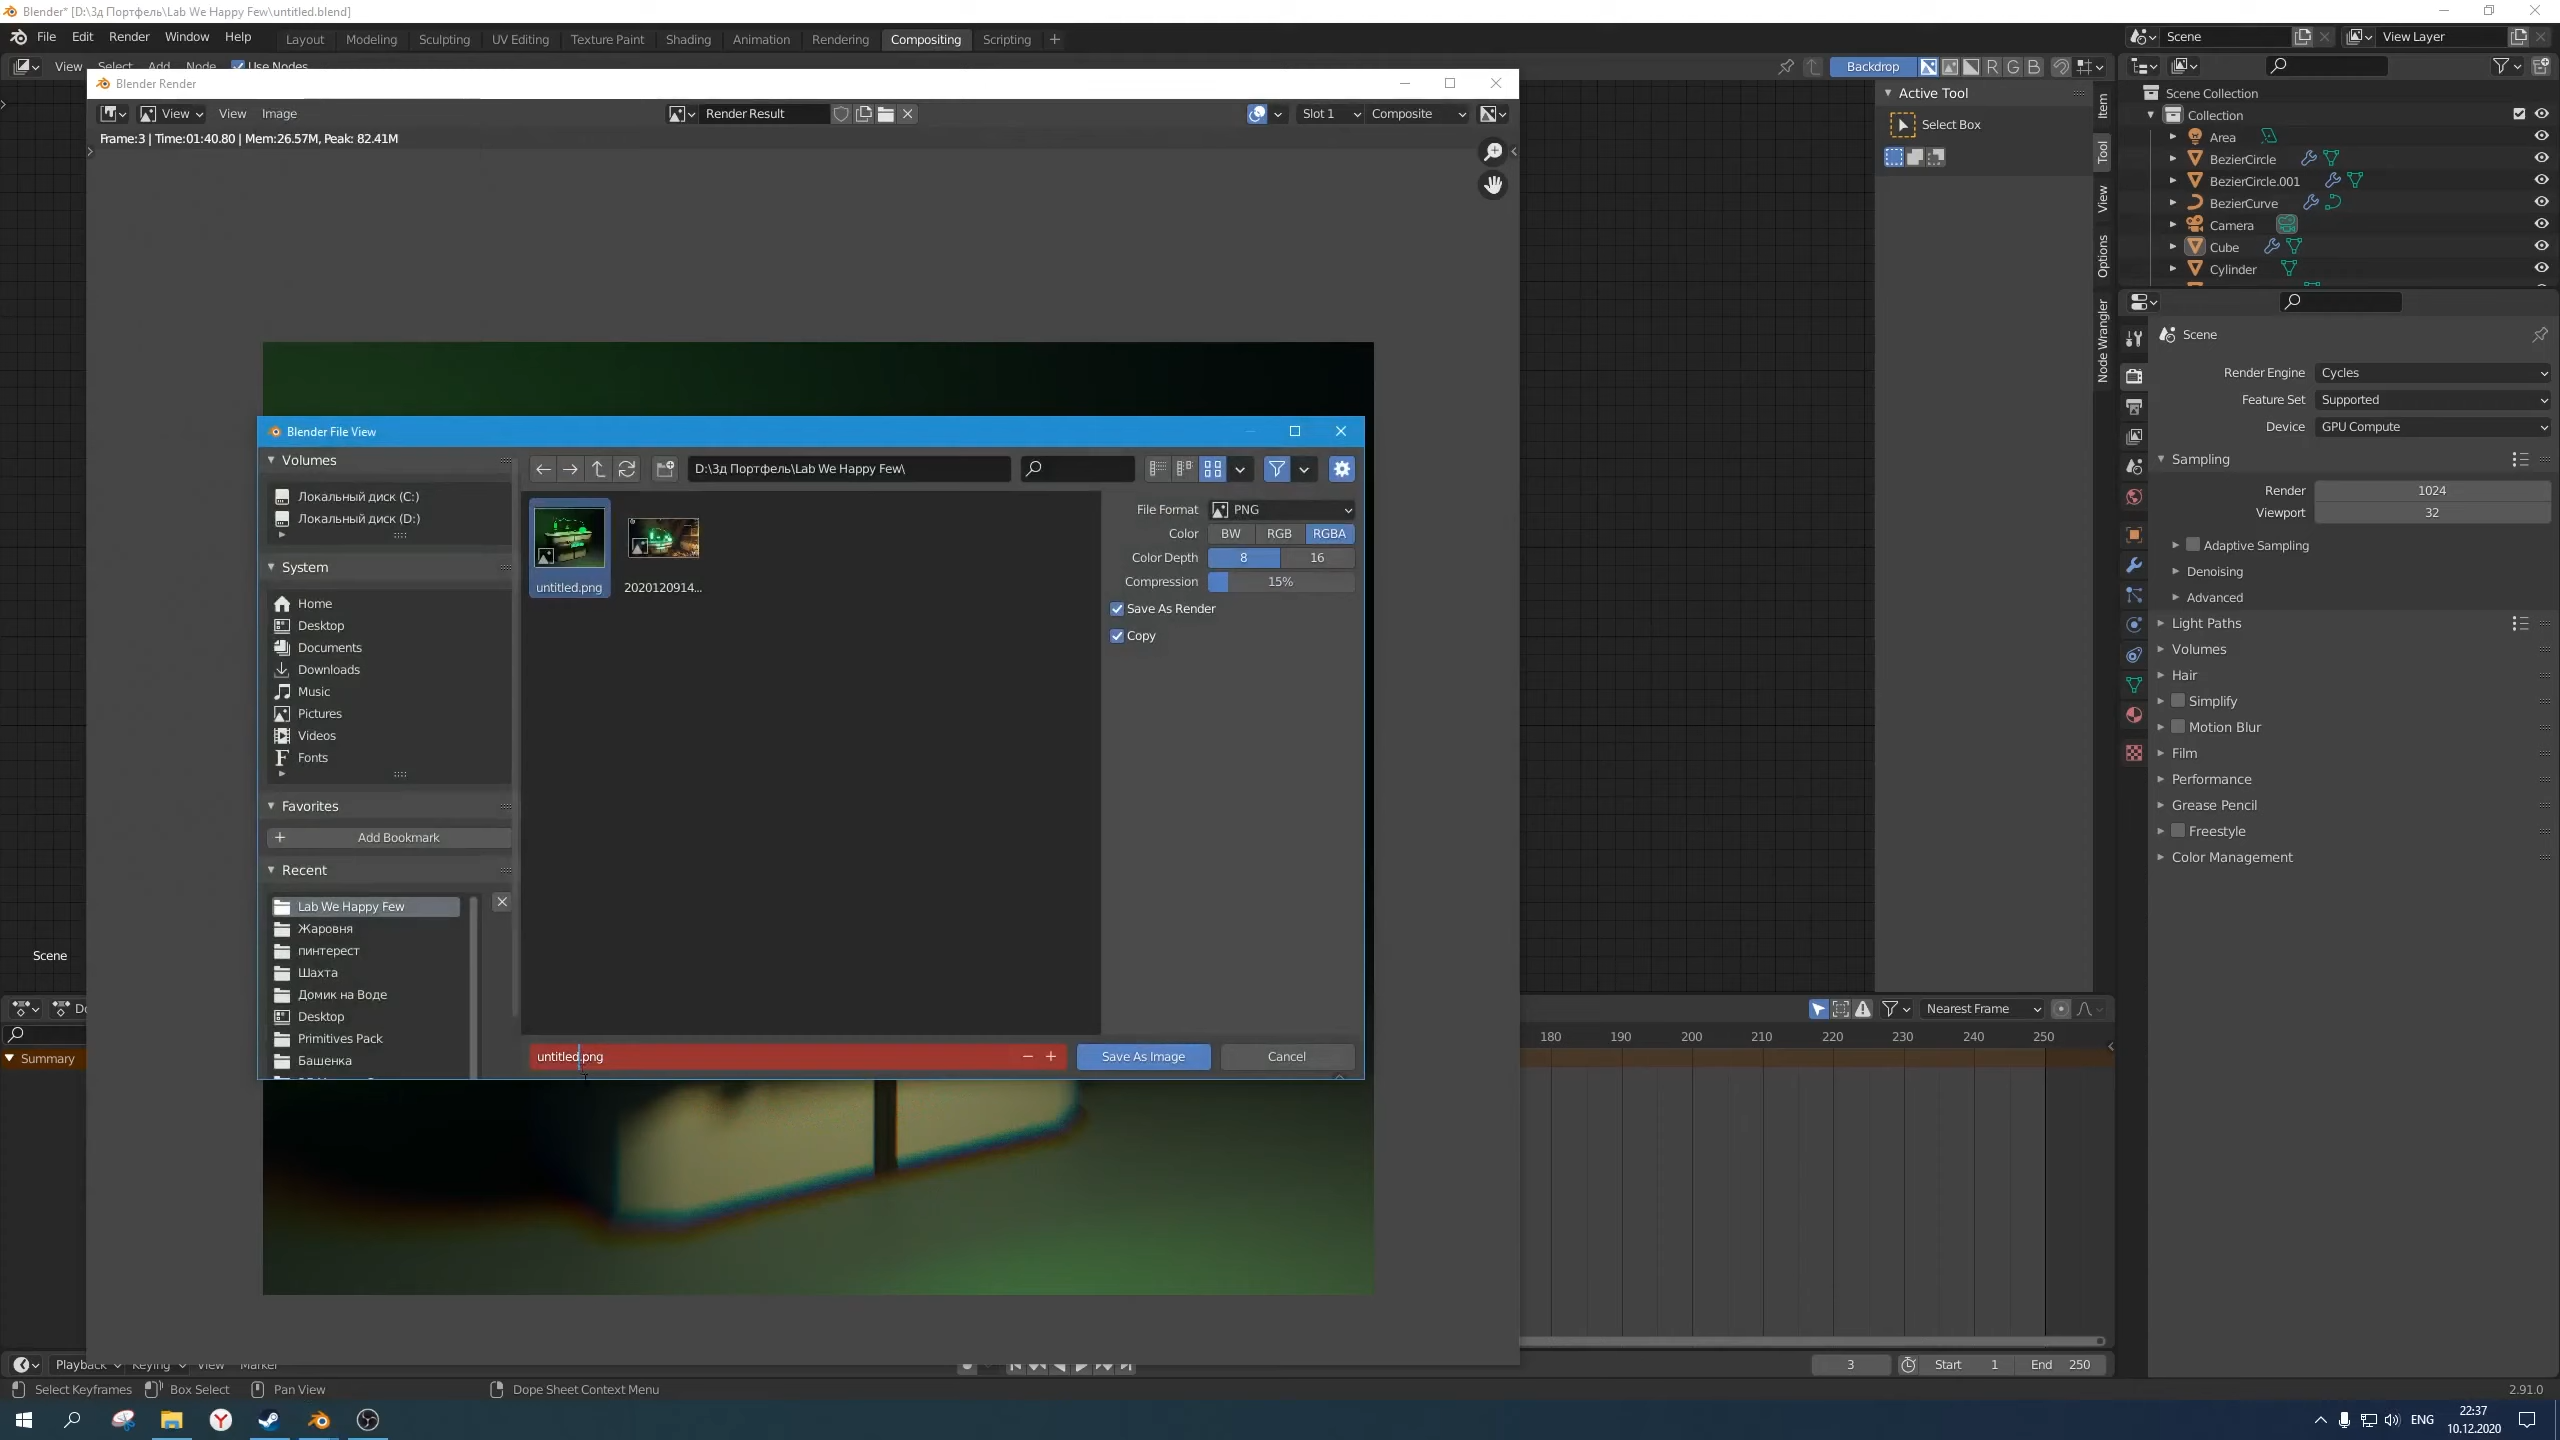 Blender* [D:\3д Портфель\Lab We Happy Few\untitled.blend]
File Edit Render Window Help Layout Modeling Sculpting UV Editing Texture Paint Shading Animation Rendering Compositing Scripting + Scene View Layer
View Select Add Node Use Nodes Backdrop R G B
Blender Render
View View Image Render Result Slot 1 Composite
Frame:3 | Time:01:40.80 | Mem:26.57M, Peak: 82.41M
Active Tool
Select Box
Item
Tool
View
Options
Node Wrangler
Scene Collection
Collection
Area
BezierCircle
BezierCircle.001
BezierCurve
Camera
Cube
Cylinder
Scene
Render Engine Cycles
Feature Set Supported
Device GPU Compute
Sampling
Render 1024
Viewport 32
Adaptive Sampling
Denoising
Advanced
Light Paths
Volumes
Hair
Simplify
Motion Blur
Film
Performance
Grease Pencil
Freestyle
Color Management
Blender File View
Volumes
Локальный диск (C:)
Локальный диск (D:)
System
Home
Desktop
Documents
Downloads
Music
Pictures
Videos
Fonts
Favorites
Add Bookmark
Recent
Lab We Happy Few
Жаровня
пинтерест
Шахта
Домик на Воде
Desktop
Primitives Pack
Башенка
D:\3д Портфель\Lab We Happy Few\
untitled.png 2020120914...
File Format PNG
Color BW RGB RGBA
Color Depth 8 16
Compression 15%
Save As Render
Copy
untitled.png Save As Image Cancel
Scene
Nearest Frame
180 190 200 210 220 230 240 250
Summary
Playback Keying View Marker 3 Start 1 End 250
Select Keyframes Box Select Pan View Dope Sheet Context Menu 2.91.0
ENG 22:37
10.12.2020